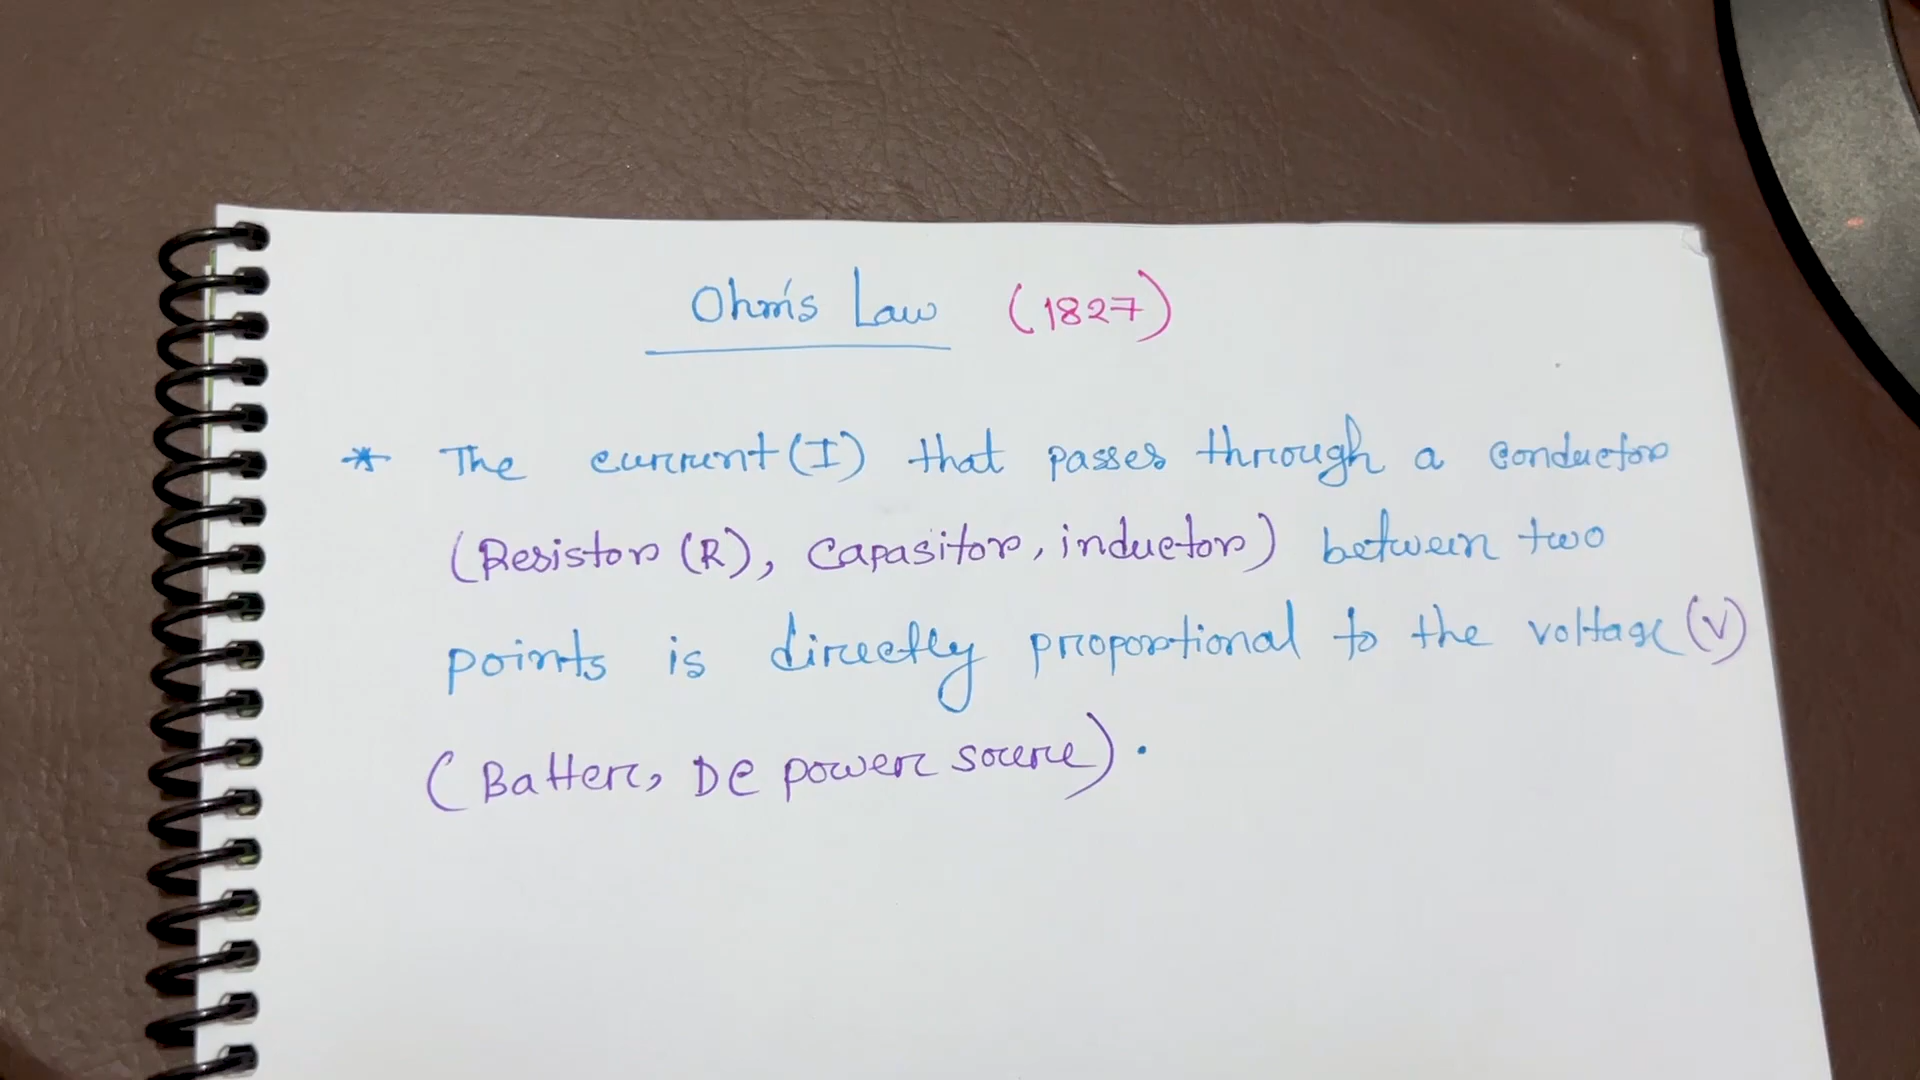 Ohm's Law (1827)
* The current (I) that passes through a conductor
(Resistor (R), Capasitor, inductor) between two
points is directly proportional to the voltage (V)
(Batter, DC power source).